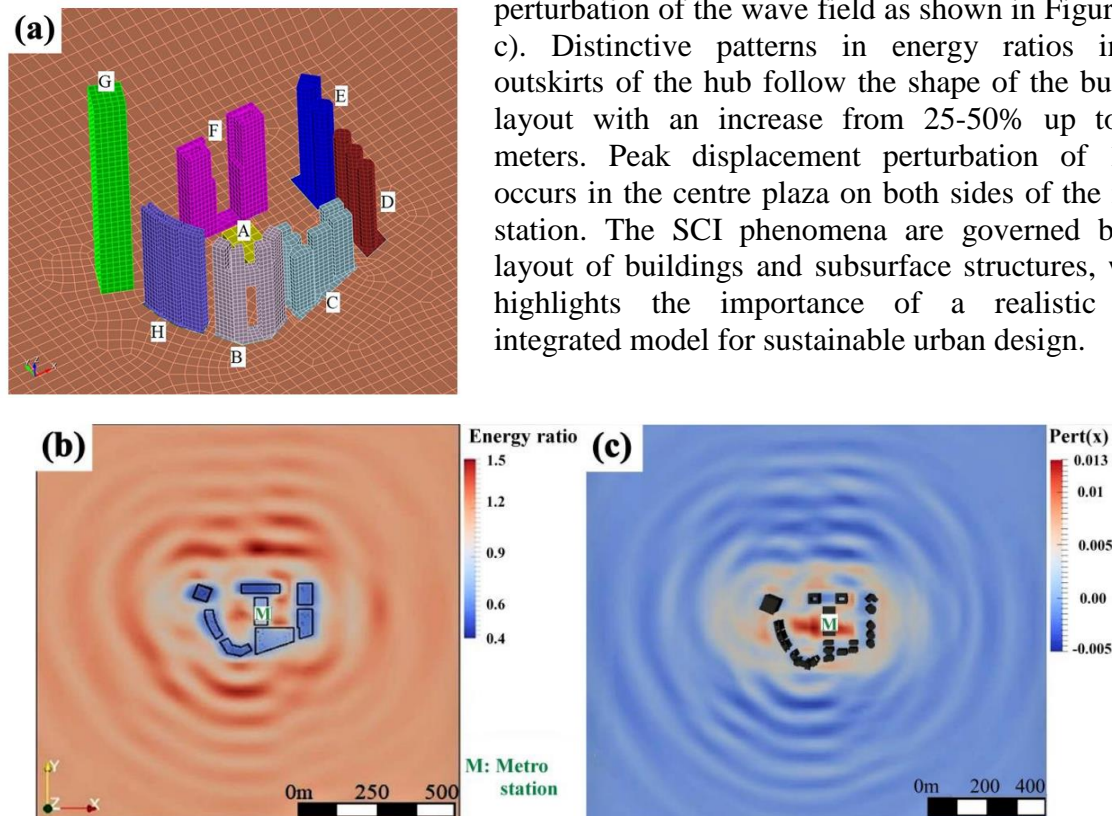 (a)
G
F
E
A
D
C
H
B
perturbation of the wave field as shown in Figur
c). Distinctive patterns in energy ratios in
outskirts of the hub follow the shape of the bu
layout with an increase from 25-50% up to
meters. Peak displacement perturbation of
occurs in the centre plaza on both sides of the
station. The SCI phenomena are governed b
layout of buildings and subsurface structures,
highlights the importance of a realistic
integrated model for sustainable urban design.
(b)
Energy ratio
1.5
1.2
0.9
0.6
0.4
M
Y
Z
X
M: Metro
station
0m 250 500
(c)
Pert(x)
0.013
0.01
0.005
0.00
-0.005
M
0m 200 400